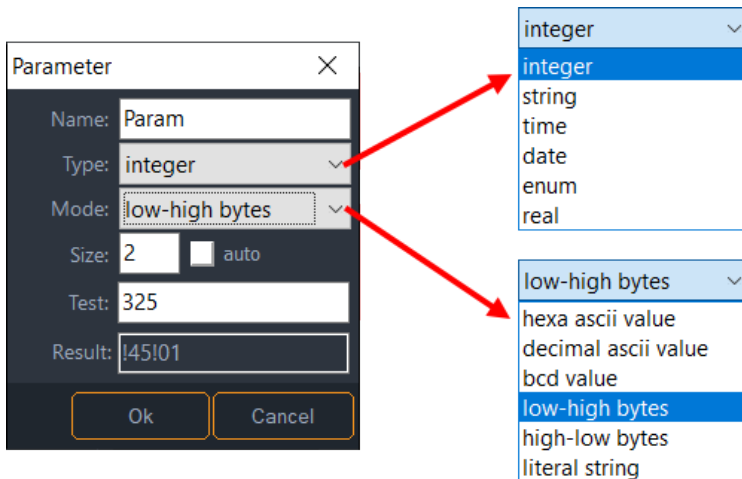 Parameter
Name: Param
Type: integer
Mode: low-high bytes
Size: 2 auto
Test: 325
Result: !45!01
Ok Cancel
integer
integer
string
time
date
enum
real
low-high bytes
hexa ascii value
decimal ascii value
bcd value
low-high bytes
high-low bytes
literal string